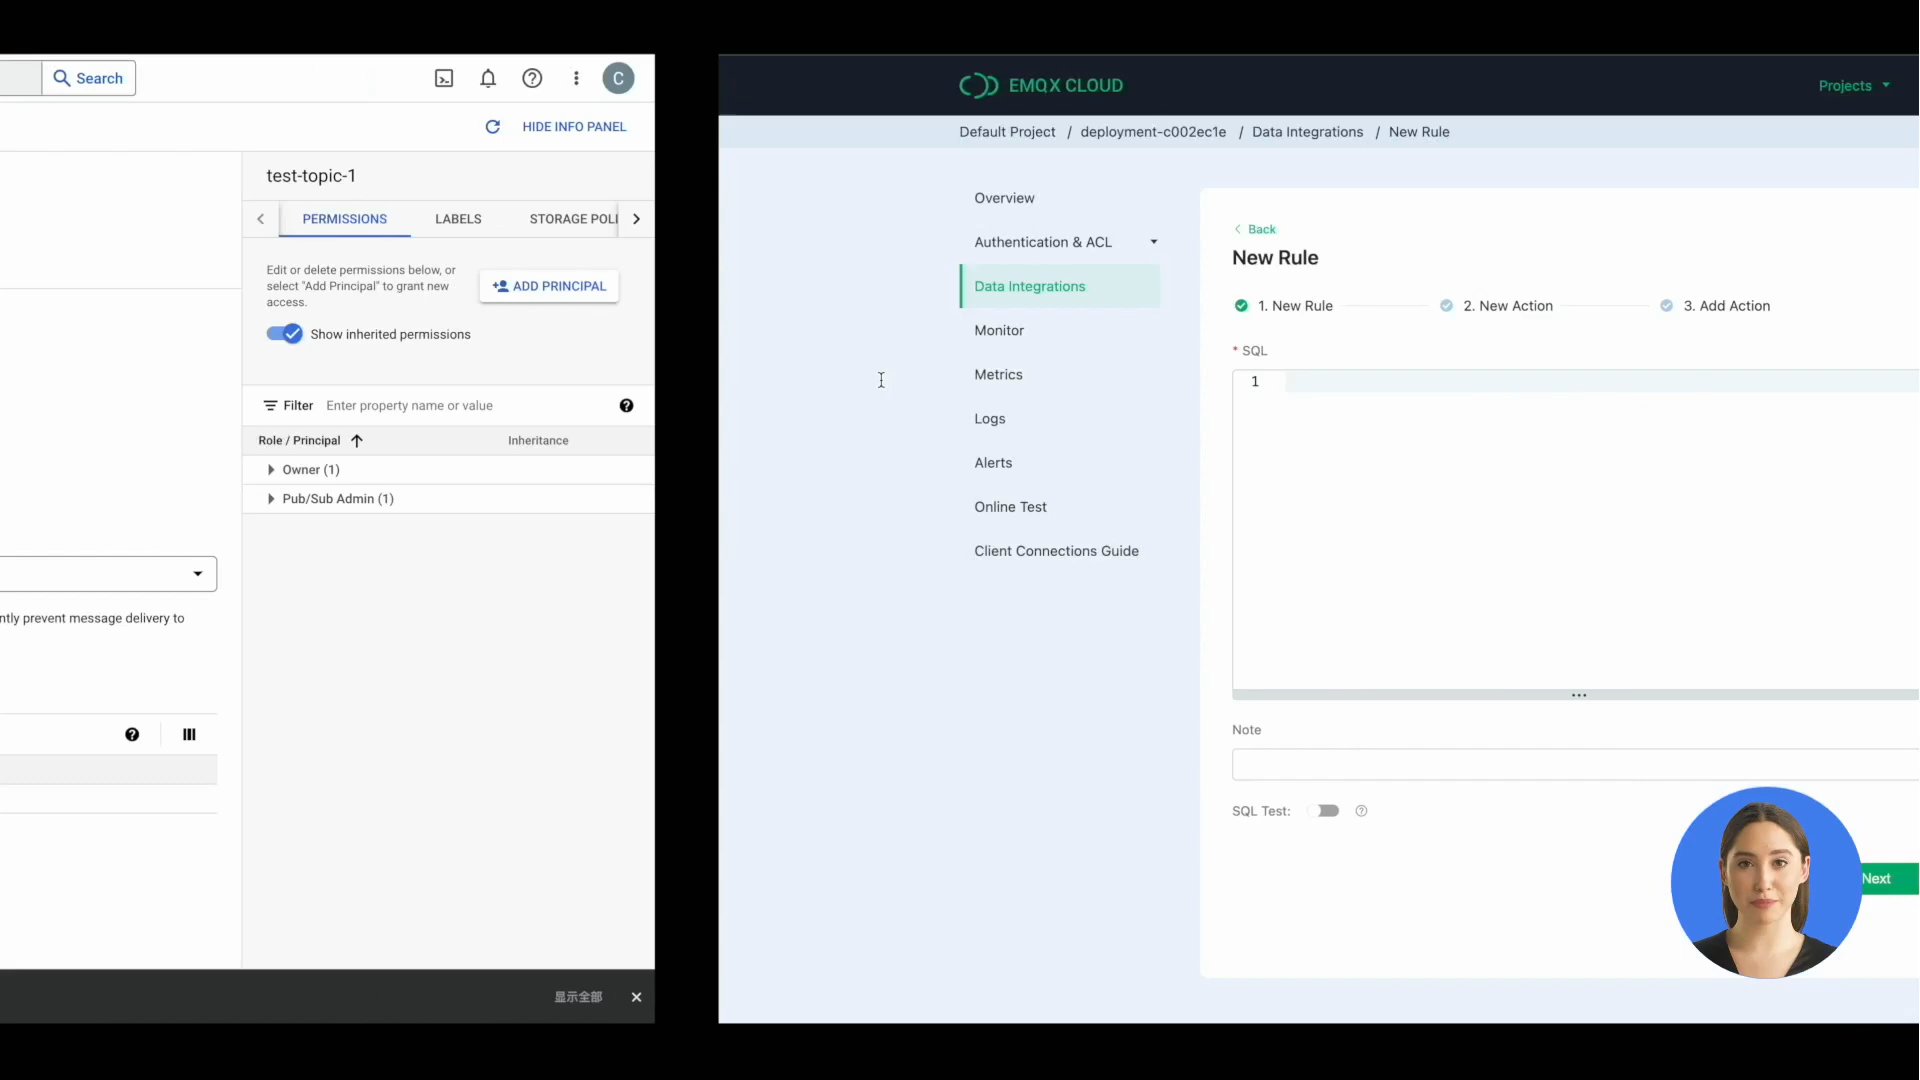 Search
C
HIDE INFO PANEL
test-topic-1
PERMISSIONS
LABELS
STORAGE POLI
Edit or delete permissions below, or
select "Add Principal" to grant new
access.
ADD PRINCIPAL
Show inherited permissions
Filter
Enter property name or value
Role / Principal
Inheritance
Owner (1)
Pub/Sub Admin (1)
ntly prevent message delivery to
显示全部
EMQX CLOUD
Projects
Default Project / deployment-c002ec1e / Data Integrations / New Rule
Overview
Authentication & ACL
Data Integrations
Monitor
Metrics
Logs
Alerts
Online Test
Client Connections Guide
Back
New Rule
1. New Rule
2. New Action
3. Add Action
* SQL
1
Note
SQL Test:
Next